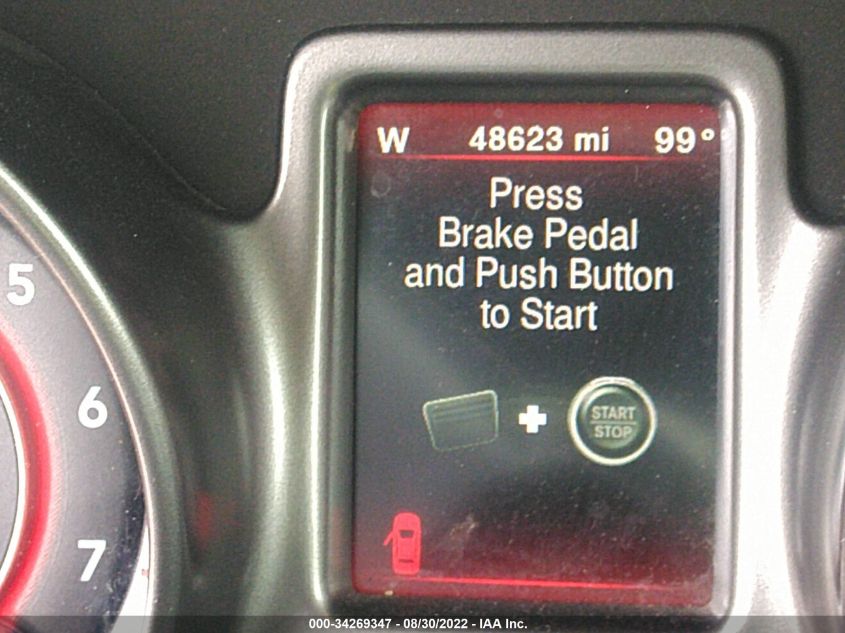 W 48623 mi 99°
Press
Brake Pedal
and Push Button
to Start
START
STOP
5
6
7
000-34269347 - 08/30/2022 - IAA Inc.